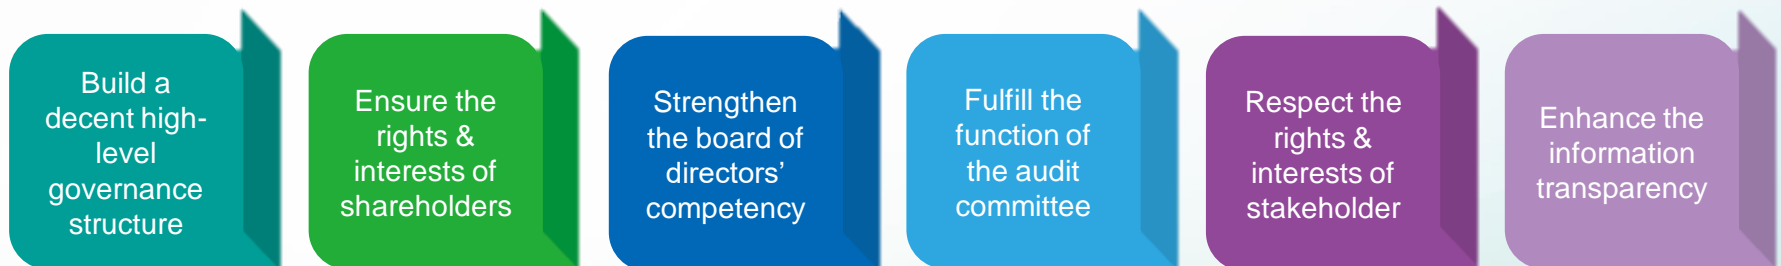 Build a
decent high-
level
governance
structure
Ensure the
rights &
interests of
shareholders
Strengthen
the board of
directors’
competency
Fulfill the
function of
the audit
committee
Respect the
rights &
interests of
stakeholder
Enhance the
information
transparency